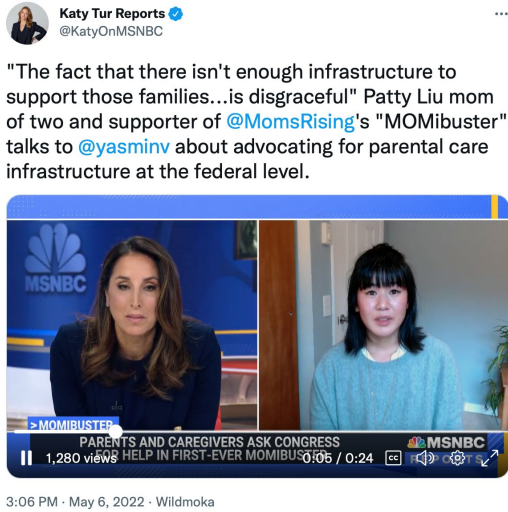 Katy Tur Reports
@KatyOnMSNBC
"The fact that there isn't enough infrastructure to
support those families...is disgraceful" Patty Liu mom
of two and supporter of @MomsRising's "MOMibuster"
talks to @yasminv about advocating for parental care
infrastructure at the federal level.
MSNBC
>MOMIBUSTER
PARENTS AND CAREGIVERS ASK CONGRESS
FOR HELP IN FIRST-EVER MOMIBUSTER
MSNBC
REPORTS
1,280 views
0:05 / 0:24
CC
3:06 PM · May 6, 2022 · Wildmoka